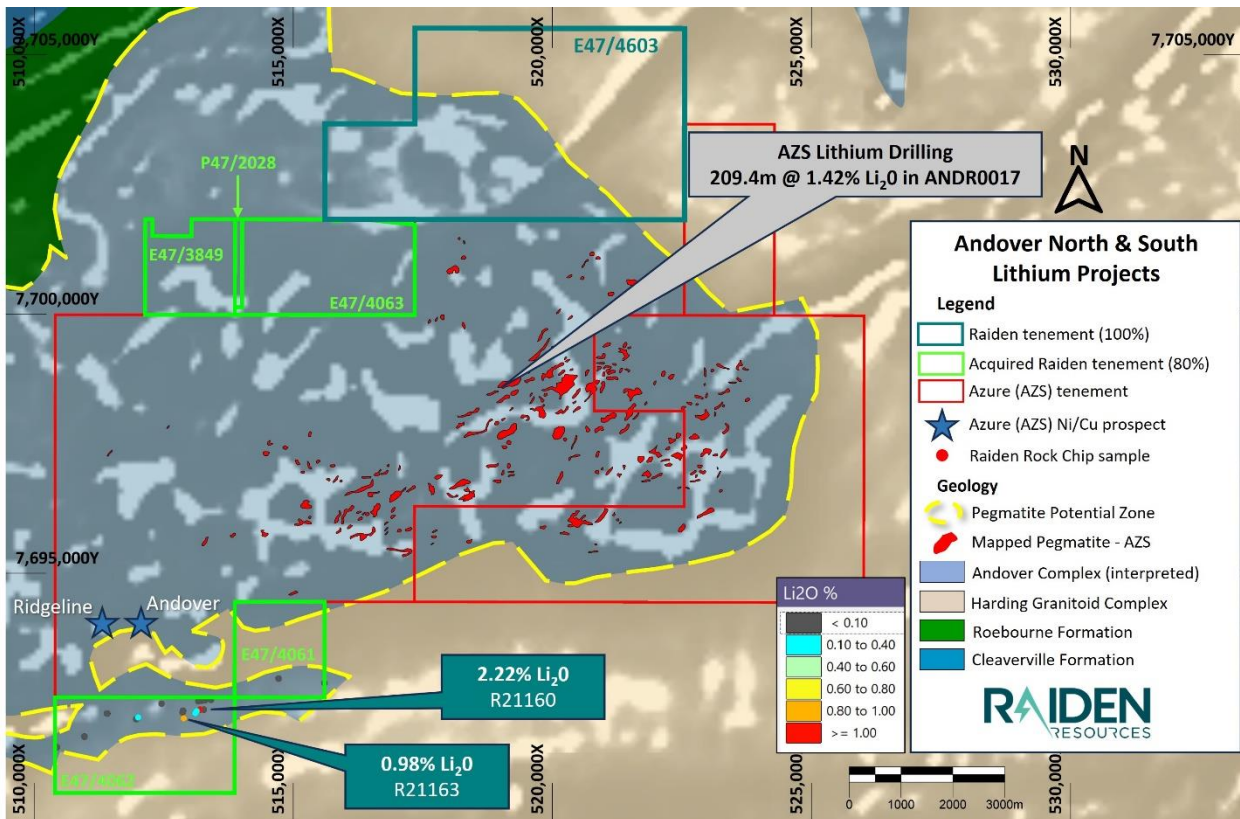 510,000X
515,000X
520,000X
525,000X
530,000X
7,705,000Y
7,705,000Y
E47/4603
P47/2028
AZS Lithium Drilling
209.4m @ 1.42% Li₂0 in ANDR0017
N
E47/3849
E47/4063
7,700,000Y
7,700,000Y
Andover North & South
Lithium Projects
Legend
Raiden tenement (100%)
Acquired Raiden tenement (80%)
Azure (AZS) tenement
Azure (AZS) Ni/Cu prospect
Raiden Rock Chip sample
Geology
Pegmatite Potential Zone
Mapped Pegmatite - AZS
Andover Complex (interpreted)
Harding Granitoid Complex
Roebourne Formation
Cleaverville Formation
RAIDEN
RESOURCES
7,695,000Y
Ridgeline
Andover
E47/4061
Li2O %
< 0.10
0.10 to 0.40
0.40 to 0.60
0.60 to 0.80
0.80 to 1.00
>= 1.00
2.22% Li₂0
R21160
0.98% Li₂0
R21163
E47/4062
510,000X
515,000X
520,000X
525,000X
530,000X
0 1000 2000 3000m